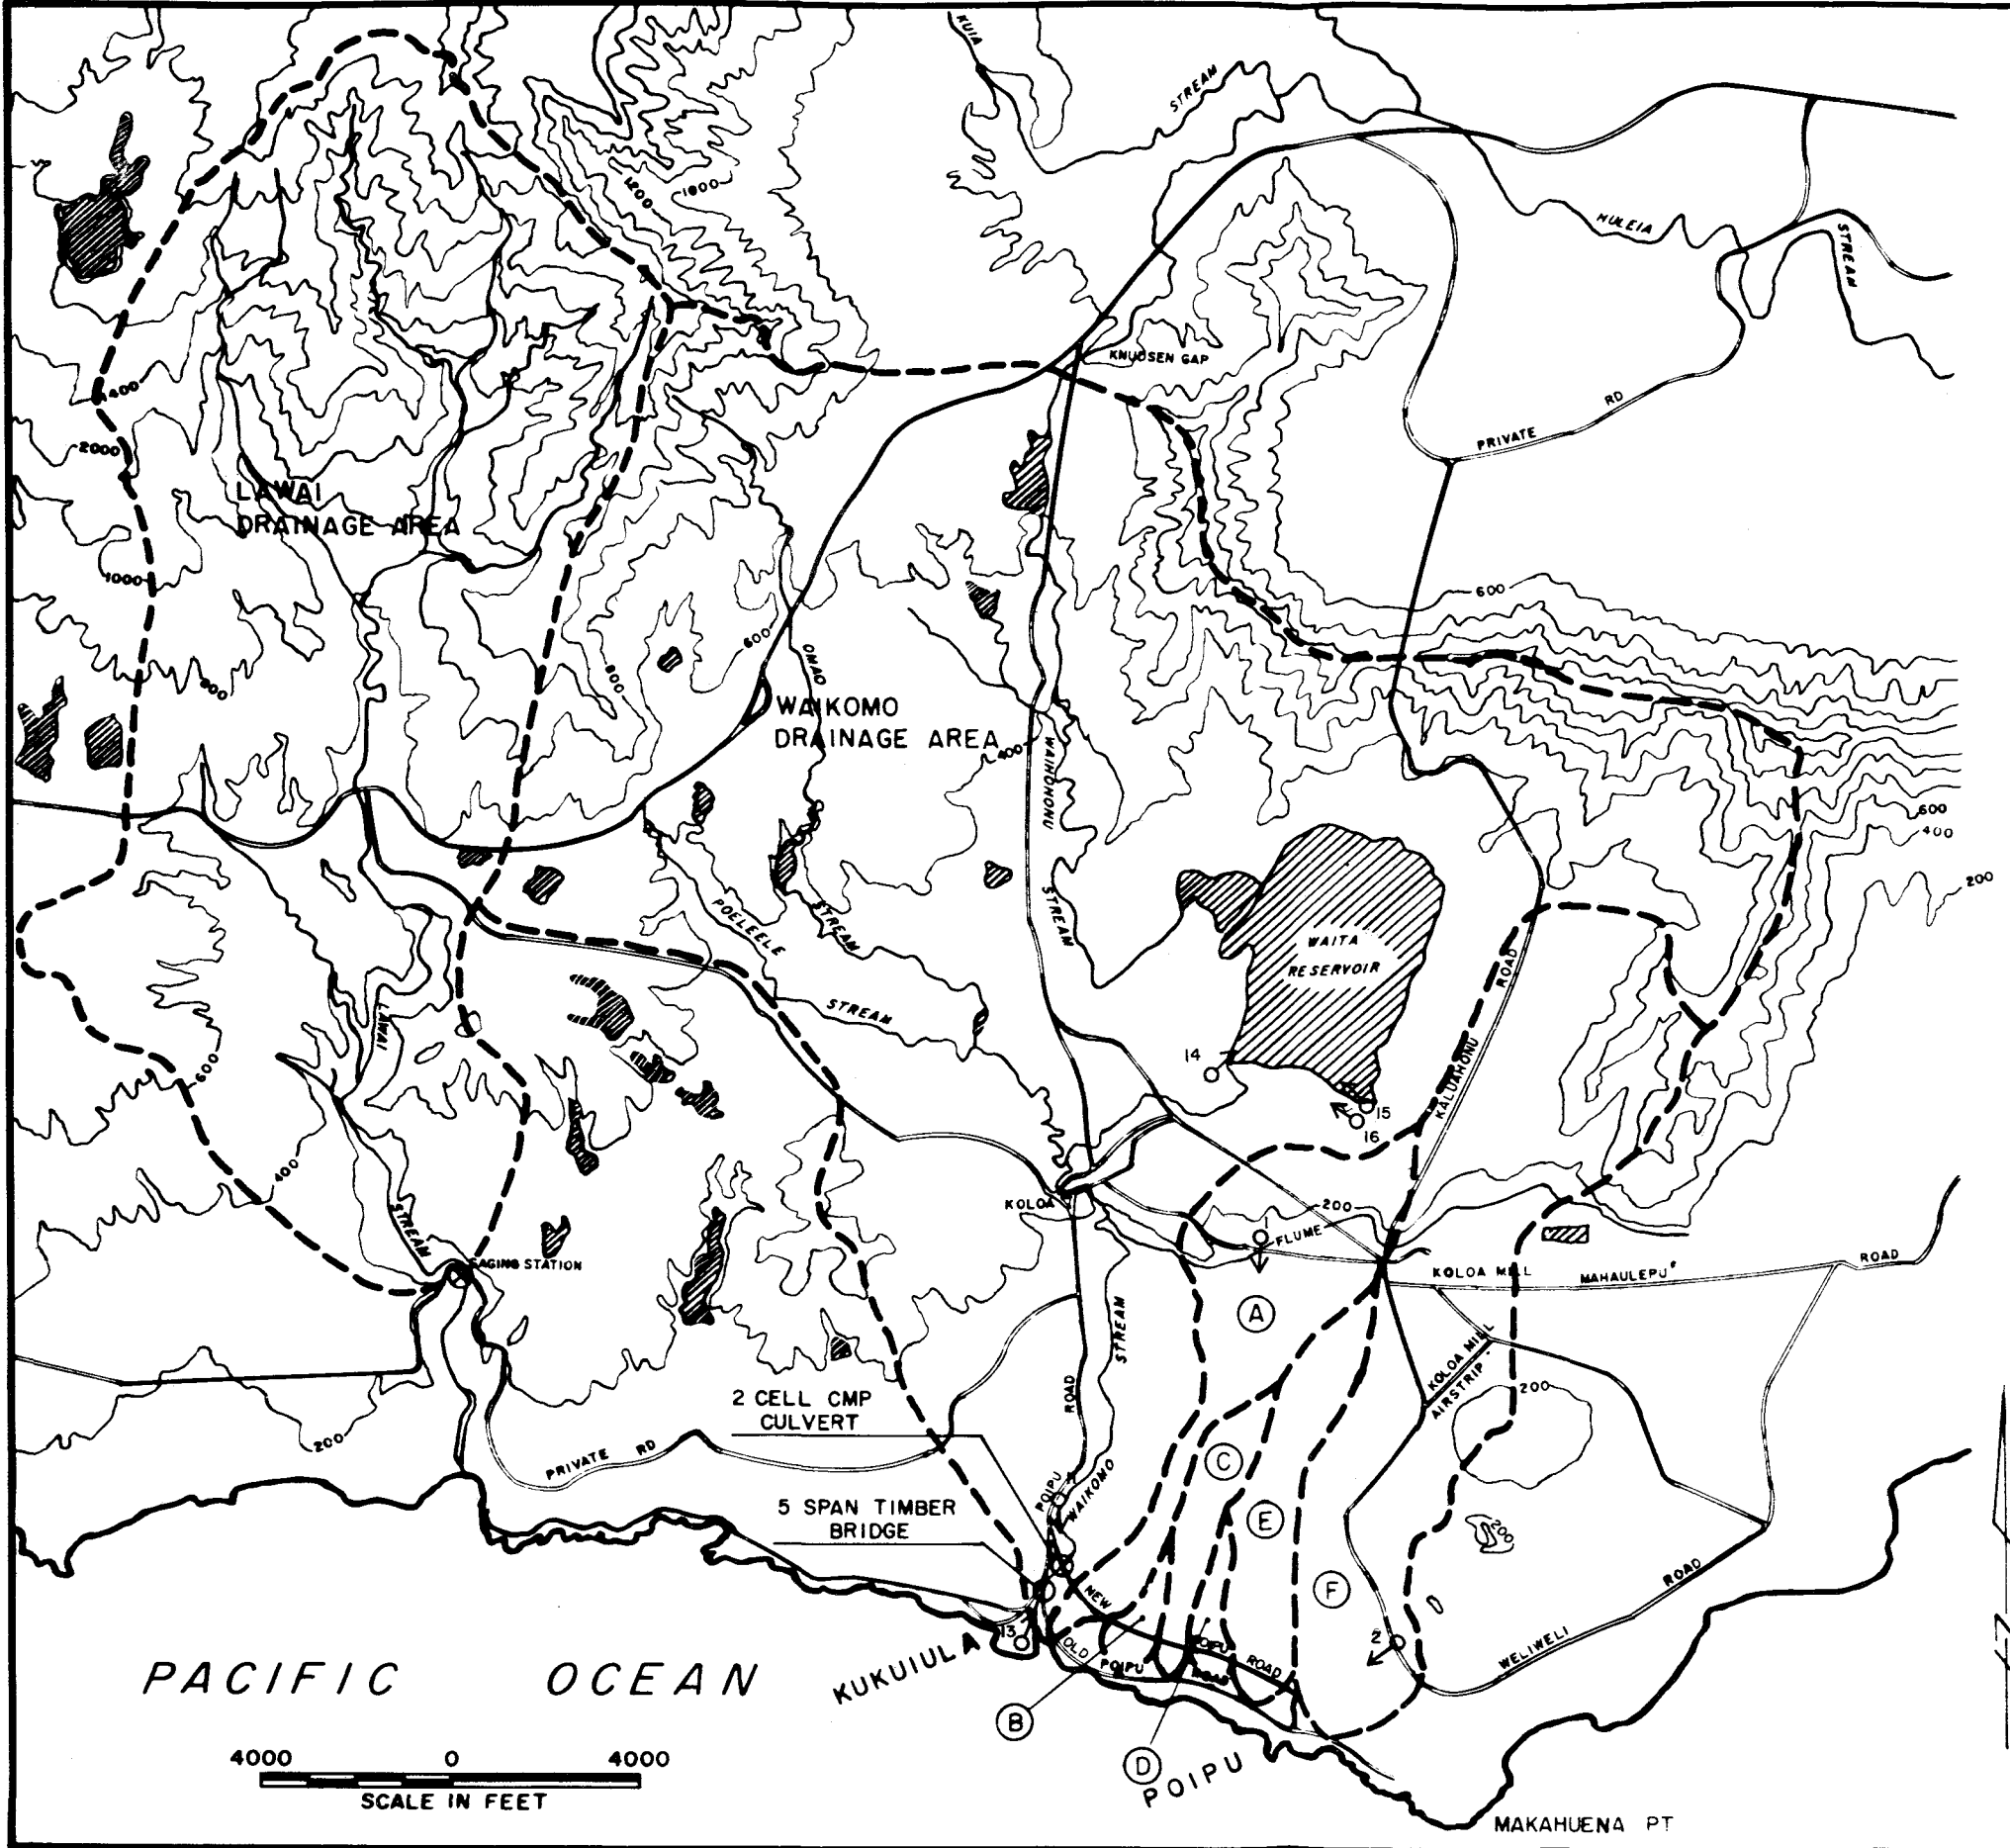 KUIA
STREAM
1200
1800
HULEIA
STREAM
KNUDSEN GAP
1400
2000
PRIVATE
RD
LAWAI
DRAINAGE AREA
1000
600
600
800
800
OMAO
WAIKOMO
DRAINAGE AREA
400
WAIHOHONU
STREAM
600
400
200
POELEELE
STREAM
STREAM
WAITA
RESERVOIR
ROAD
KALUAHONU
LAWAI
600
14
15
16
400
STREAM
KOLOA
200
1
FLUME
GAGING STATION
KOLOA MILL
MAHAULEPU
ROAD
A
STREAM
KOLOA MILL
AIRSTRIP
200
2 CELL CMP
CULVERT
ROAD
200
PRIVATE RD
C
POIPU
WAIKOMO
5 SPAN TIMBER
BRIDGE
E
200
F
NEW
ROAD
13
2
WELIWELI
OLD
POIPU
POIPU
ROAD
ROAD
PACIFIC OCEAN
KUKUIULA
B
D
POIPU
4000 0 4000
SCALE IN FEET
MAKAHUENA PT